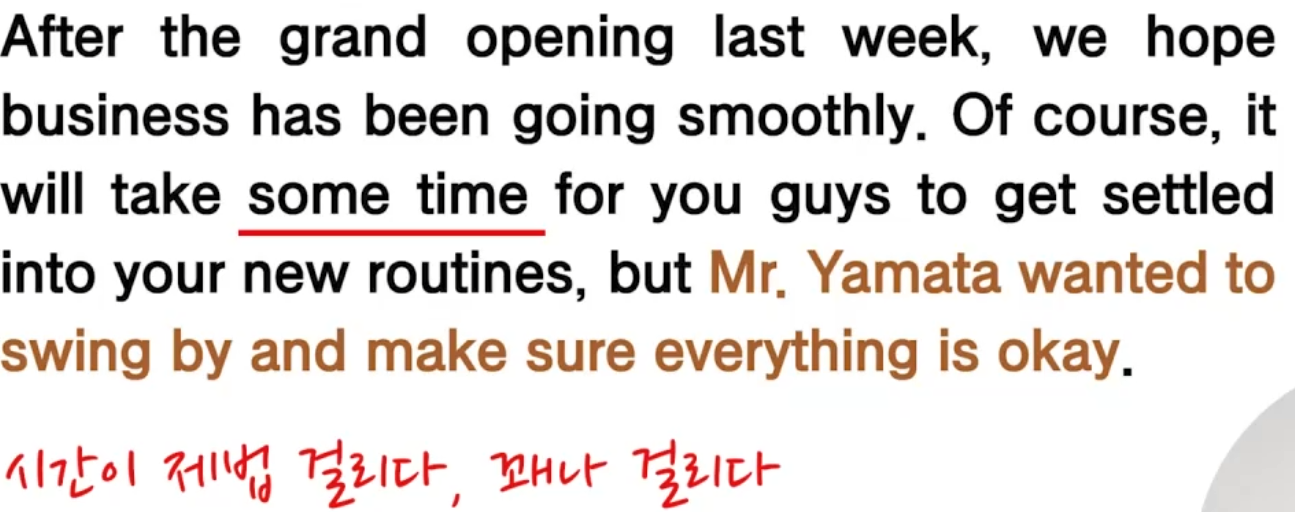 After the grand opening last week, we hope
business has been going smoothly. Of course, it
will take some time for you guys to get settled
into your new routines, but Mr. Yamata wanted to
swing by and make sure everything is okay.
시간이 제법 걸리다, 꽤나 걸리다